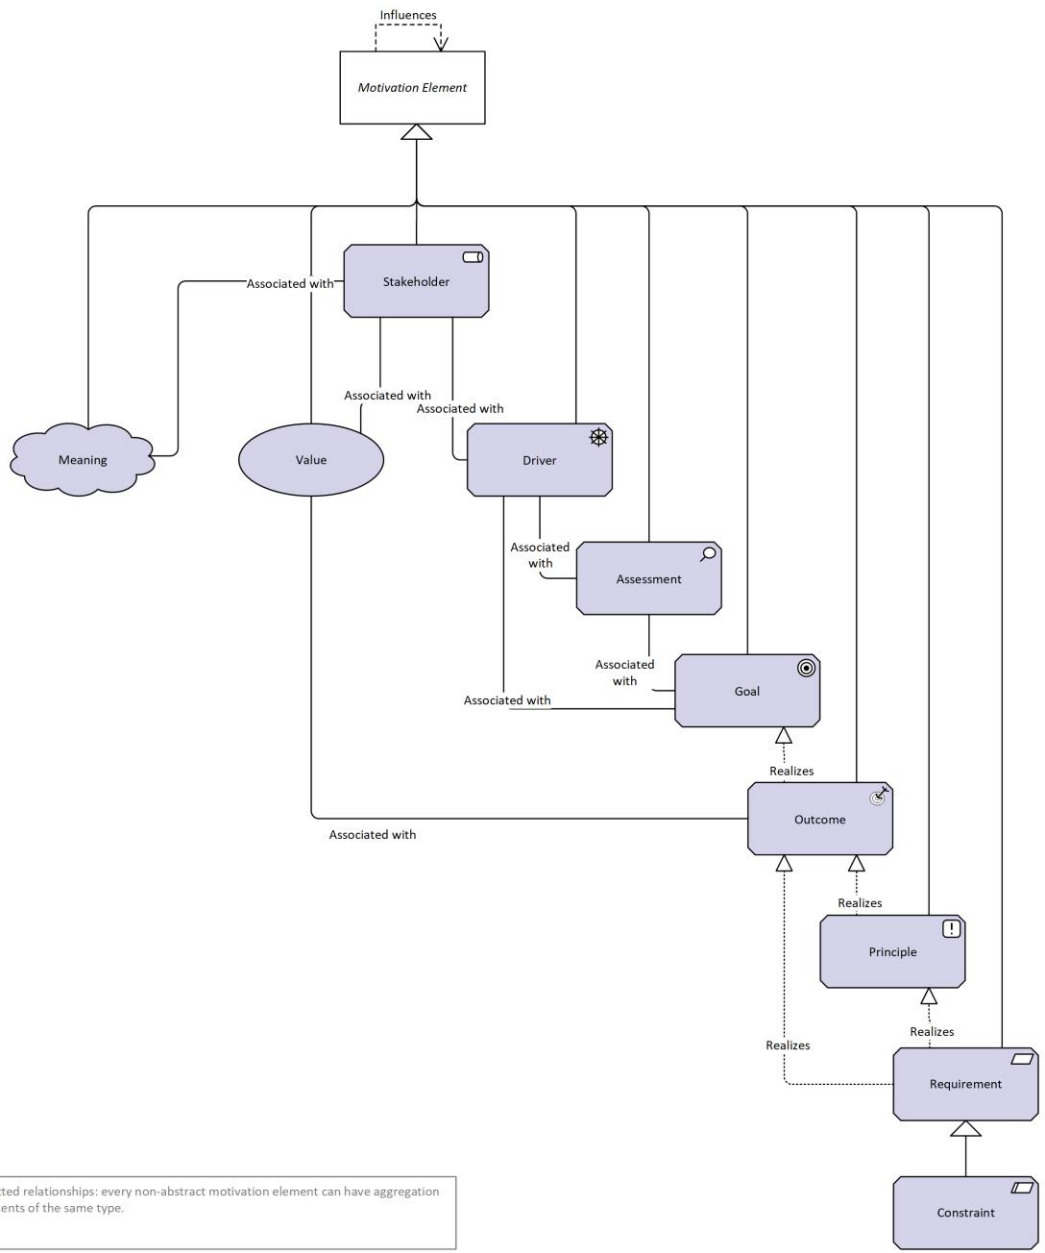 Influences
Motivation Element
Stakeholder
Associated with
Associated with
Associated with
Meaning
Value
Driver
Associated
with
Assessment
Associated
with
Goal
Associated with
Realizes
Outcome
Associated with
Realizes
Principle
Realizes
Realizes
Requirement
relationships: every non-abstract motivation element can have aggregation
of the same type.
Constraint